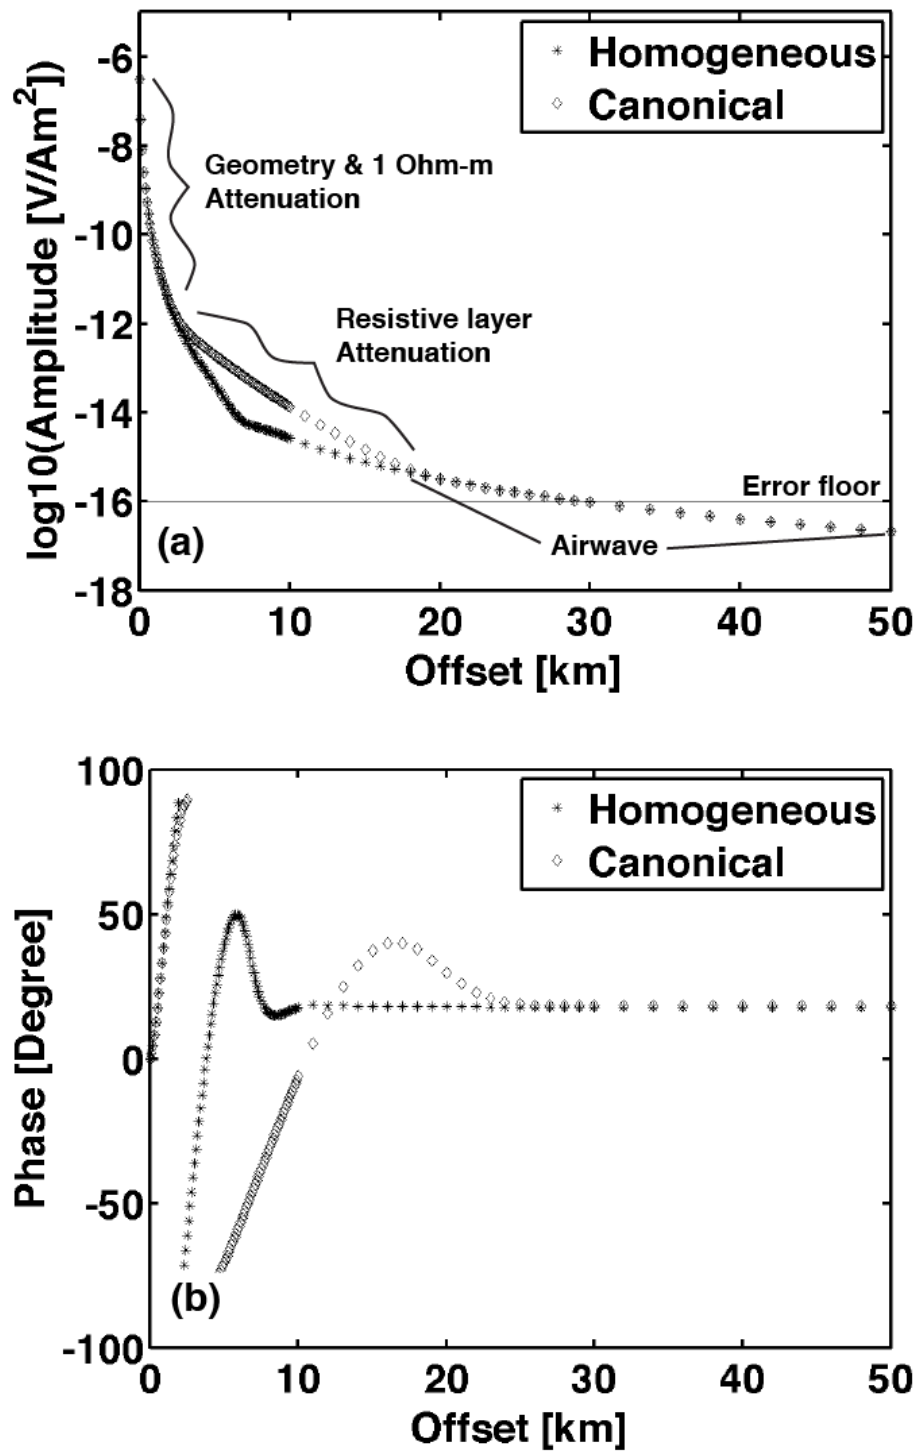 log10(Amplitude [V/Am^2])
-6
-8
-10
-12
-14
-16
-18
Homogeneous
Canonical
Geometry & 1 Ohm-m
Attenuation
Resistive layer
Attenuation
Error floor
Airwave
(a)
0 10 20 30 40 50
Offset [km]
Phase [Degree]
100
50
0
-50
-100
Homogeneous
Canonical
(b)
0 10 20 30 40 50
Offset [km]